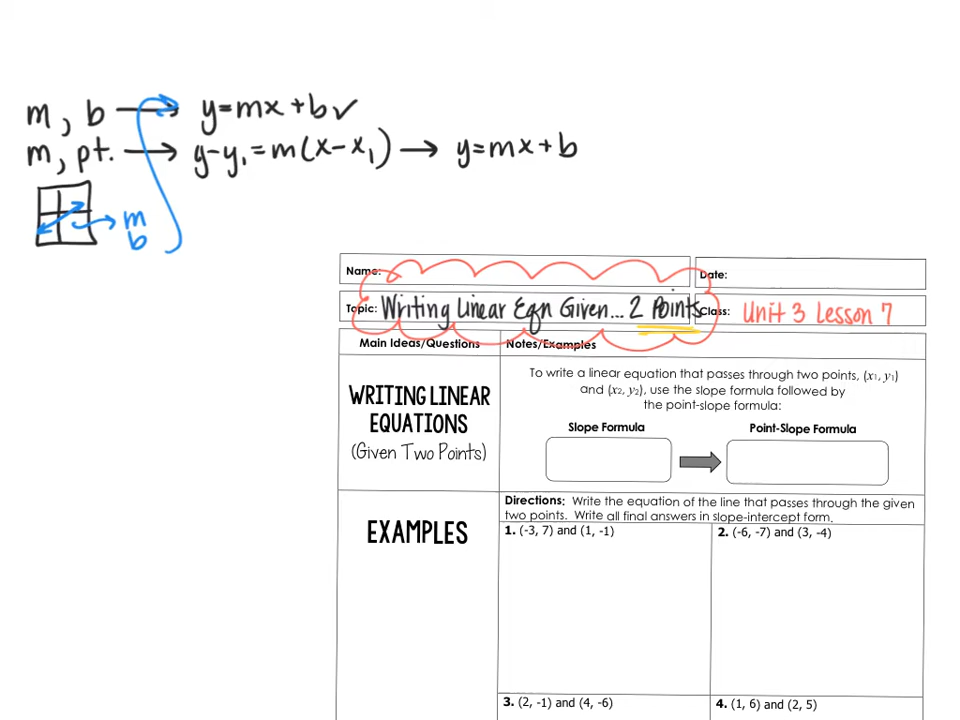 m, b → y=mx+b✓
m, pt. → y-y₁=m(x-x₁) → y=mx+b
m
b
Name:
Date:
Topic: Writing Linear Eqn Given... 2 Points
Class: Unit 3 Lesson 7
Main Ideas/Questions
Notes/Examples
WRITING LINEAR
EQUATIONS
(Given Two Points)
To write a linear equation that passes through two points, (x₁, y₁)
and (x₂, y₂), use the slope formula followed by
the point-slope formula:
Slope Formula
Point-Slope Formula
EXAMPLES
Directions: Write the equation of the line that passes through the given
two points. Write all final answers in slope-intercept form.
1. (-3, 7) and (1, -1)
2. (-6, -7) and (3, -4)
3. (2, -1) and (4, -6)
4. (1, 6) and (2, 5)